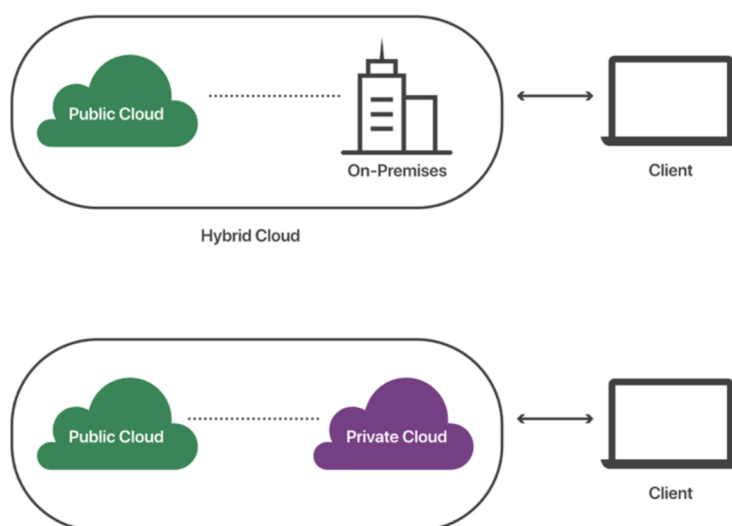 Public Cloud
On-Premises
Client
Hybrid Cloud
Public Cloud
Private Cloud
Client